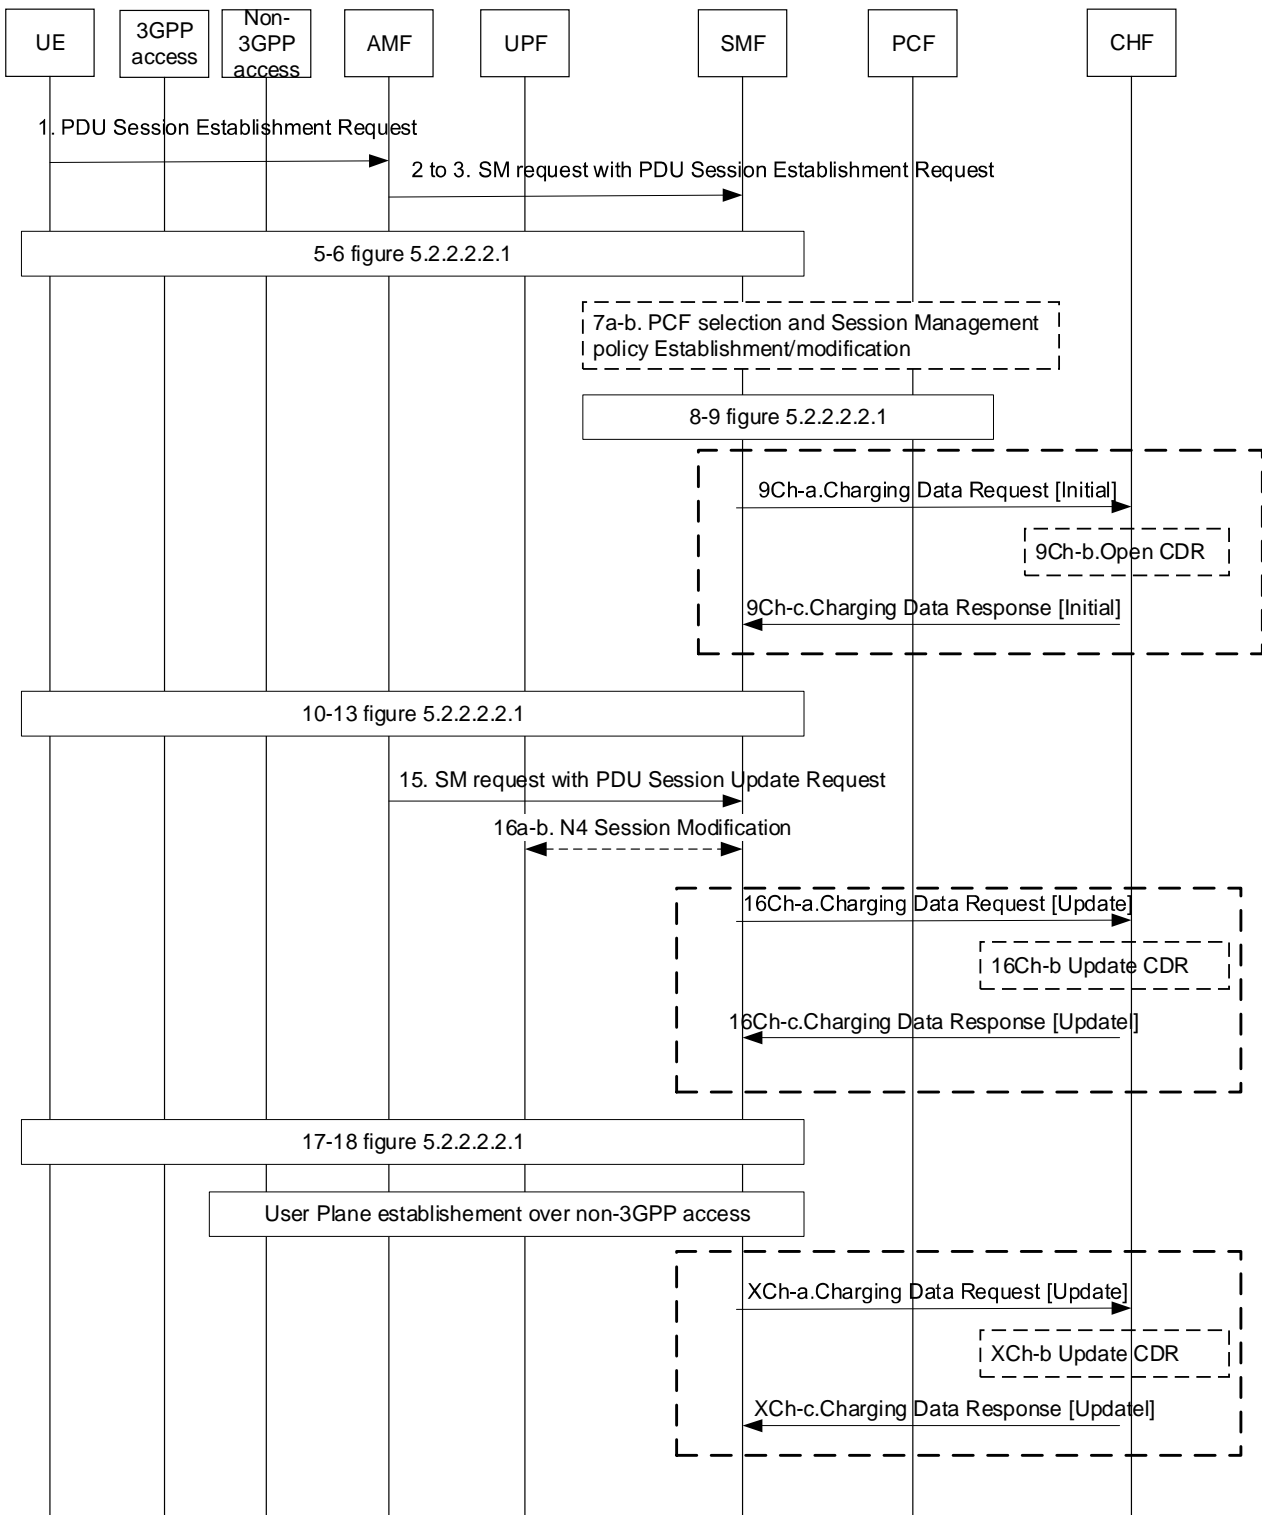 UE
3GPP
access
Non-
3GPP
access
AMF
UPF
SMF
PCF
CHF
1. PDU Session Establishment Request
2 to 3. SM request with PDU Session Establishment Request
5-6 figure 5.2.2.2.2.1
7a-b. PCF selection and Session Management
policy Establishment/modification
8-9 figure 5.2.2.2.2.1
9Ch-a.Charging Data Request [Initial]
9Ch-b.Open CDR
9Ch-c.Charging Data Response [Initial]
10-13 figure 5.2.2.2.2.1
15. SM request with PDU Session Update Request
16a-b. N4 Session Modification
16Ch-a.Charging Data Request [Update]
16Ch-b Update CDR
16Ch-c.Charging Data Response [Updatel]
17-18 figure 5.2.2.2.2.1
User Plane establishement over non-3GPP access
XCh-a.Charging Data Request [Update]
XCh-b Update CDR
XCh-c.Charging Data Response [Updatel]